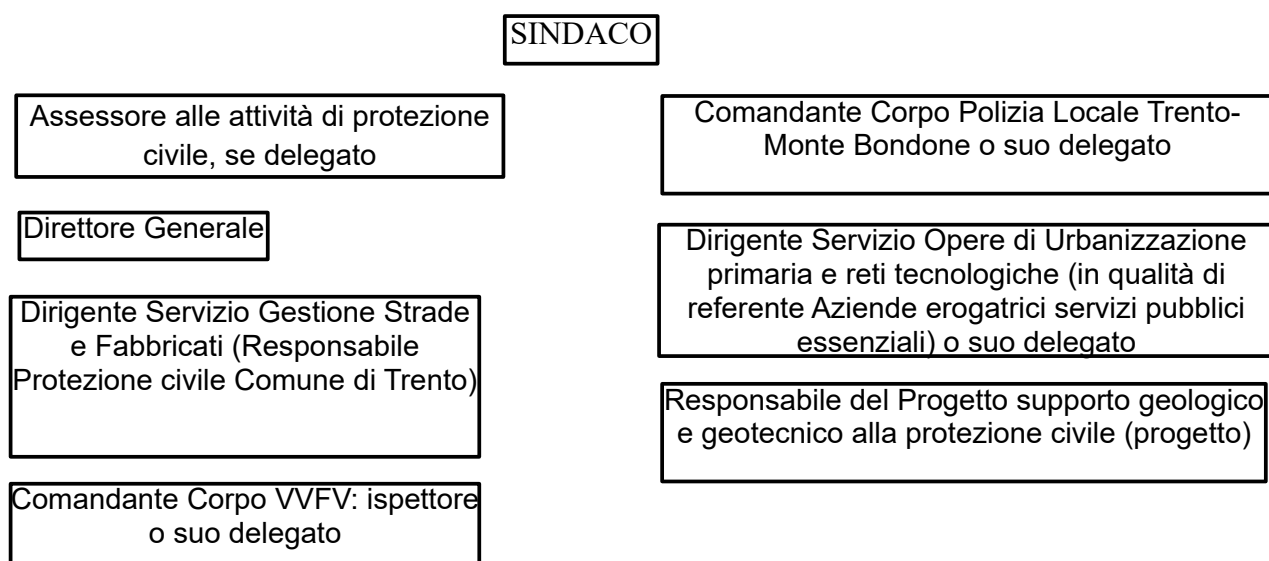 SINDACO
Assessore alle attività di protezione
civile, se delegato
Direttore Generale
Dirigente Servizio Gestione Strade
e Fabbricati (Responsabile
Protezione civile Comune di Trento)
Comandante Corpo VVFV: ispettore
o suo delegato
Comandante Corpo Polizia Locale Trento-
Monte Bondone o suo delegato
Dirigente Servizio Opere di Urbanizzazione
primaria e reti tecnologiche (in qualità di
referente Aziende erogatrici servizi pubblici
essenziali) o suo delegato
Responsabile del Progetto supporto geologico
e geotecnico alla protezione civile (progetto)